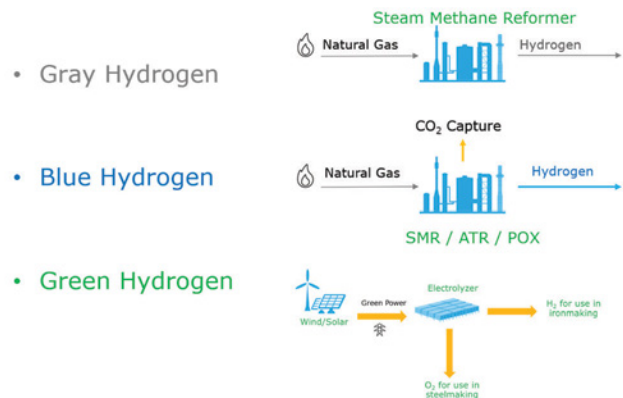 Steam Methane Reformer
Natural Gas
Hydrogen
• Gray Hydrogen
CO₂ Capture
• Blue Hydrogen
Natural Gas
Hydrogen
SMR / ATR / POX
• Green Hydrogen
Wind/Solar
Green Power
Electrolyzer
H₂ for use in
ironmaking
O₂ for use in
steelmaking